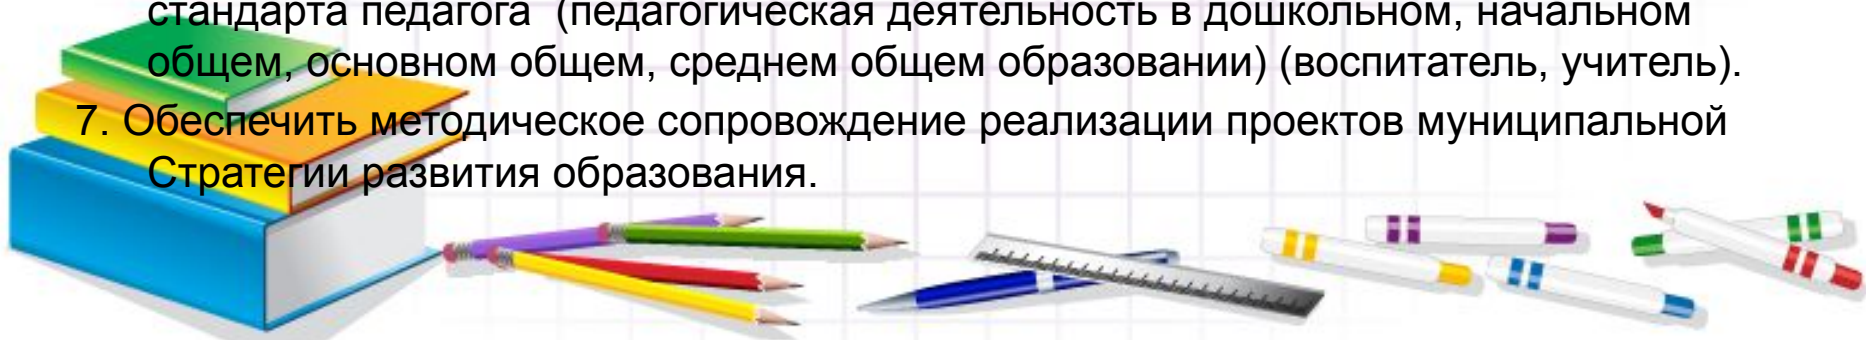 стандарта педагога (педагогическая деятельность в дошкольном, начальном
общем, основном общем, среднем общем образовании) (воспитатель, учитель).
7. Обеспечить методическое сопровождение реализации проектов муниципальной
Стратегии развития образования.